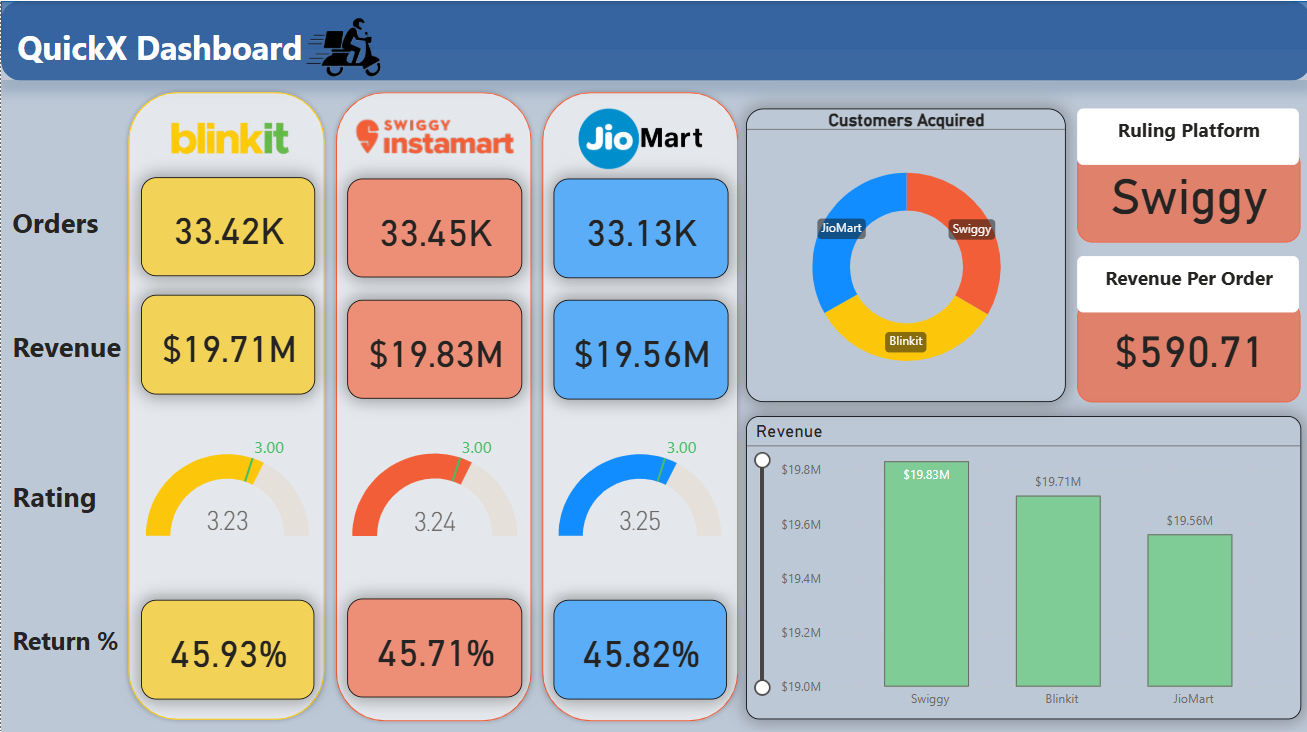 QuickX Dashboard
blinkit
SWIGGY
instamart
Jio Mart
Orders
33.42K
33.45K
33.13K
Revenue
$19.71M
$19.83M
$19.56M
Rating
3.00
3.23
3.00
3.24
3.00
3.25
Return %
45.93%
45.71%
45.82%
Customers Acquired
JioMart
Swiggy
Blinkit
Ruling Platform
Swiggy
Revenue Per Order
$590.71
Revenue
$19.8M
$19.6M
$19.4M
$19.2M
$19.0M
$19.83M
$19.71M
$19.56M
Swiggy
Blinkit
JioMart